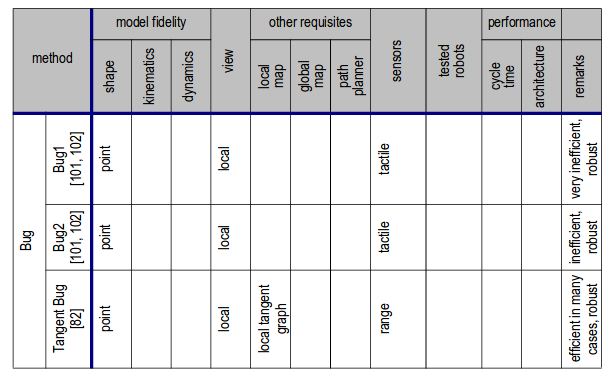 method
model fidelity
other requisites
performance
shape
kinematics
dynamics
view
local
map
global
map
path
planner
sensors
tested
robots
cycle
time
architecture
remarks
Bug
Bug1
[101, 102]
point
local
tactile
very inefficient,
robust
Bug2
[101, 102]
point
local
tactile
inefficient,
robust
Tangent Bug
[82]
point
local
local tangent
graph
range
efficient in many
cases, robust